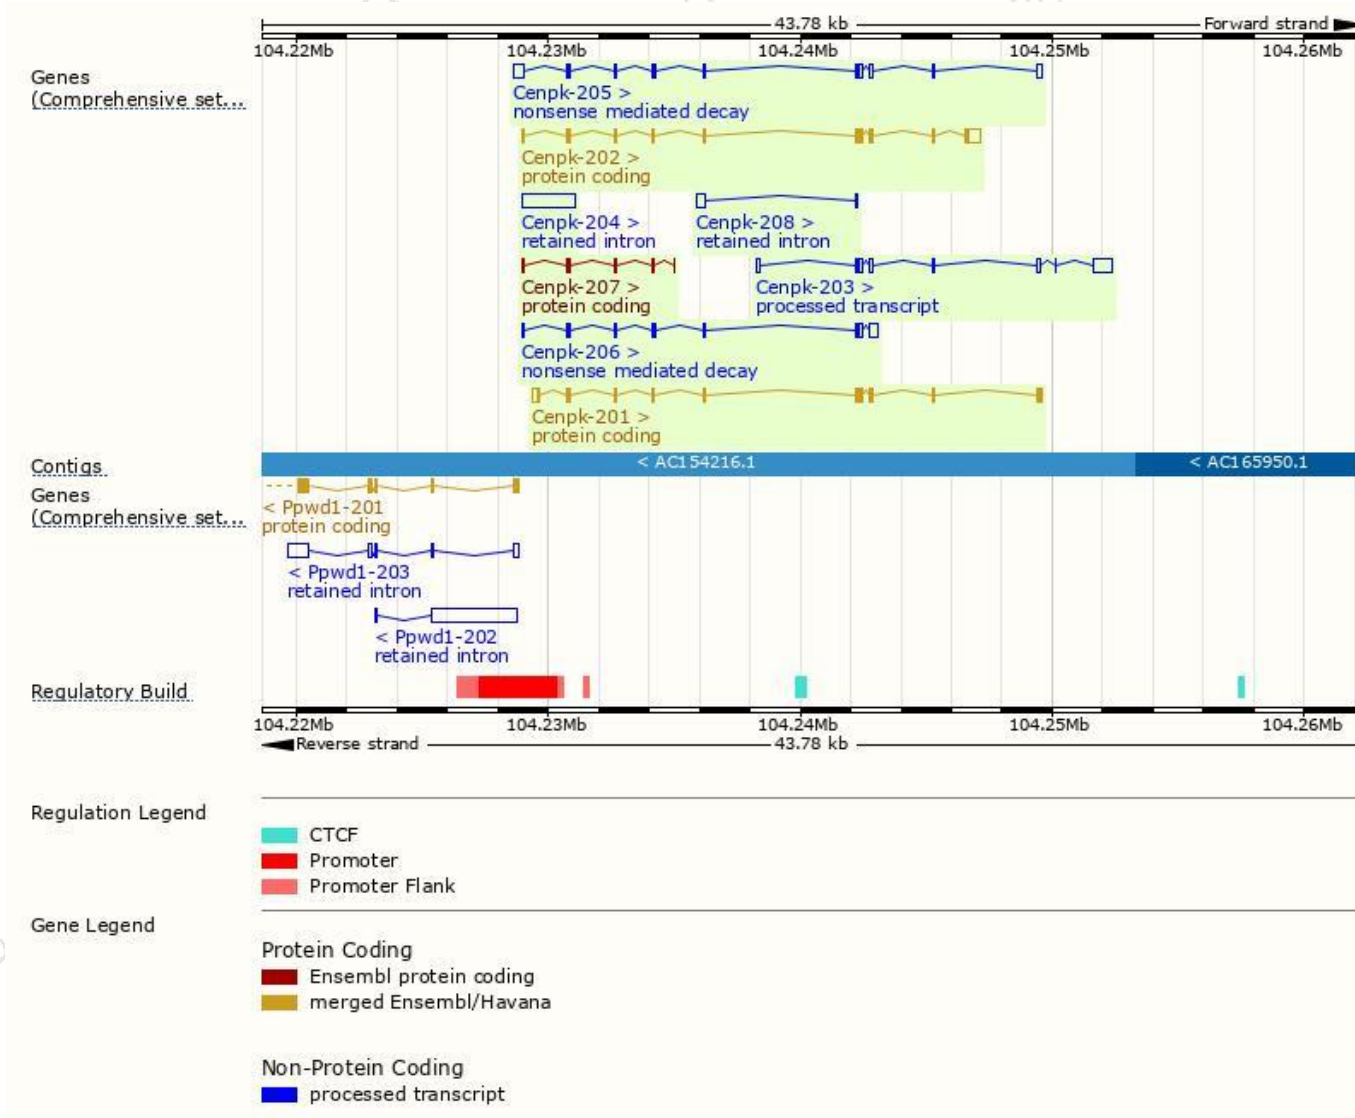 43.78 kb Forward strand
104.22Mb 104.23Mb 104.24Mb 104.25Mb 104.26Mb
Genes
(Comprehensive set...
Cenpk-205 >
nonsense mediated decay
Cenpk-202 >
protein coding
Cenpk-204 > Cenpk-208 >
retained intron retained intron
Cenpk-207 > Cenpk-203 >
protein coding processed transcript
Cenpk-206 >
nonsense mediated decay
Cenpk-201 >
protein coding
Contigs < AC154216.1 < AC165950.1
Genes
(Comprehensive set...
< Ppwd1-201
protein coding
< Ppwd1-203
retained intron
< Ppwd1-202
retained intron
Regulatory Build
104.22Mb 104.23Mb 104.24Mb 104.25Mb 104.26Mb
Reverse strand 43.78 kb
Regulation Legend
CTCF
Promoter
Promoter Flank
Gene Legend
Protein Coding
Ensembl protein coding
merged Ensembl/Havana
Non-Protein Coding
processed transcript